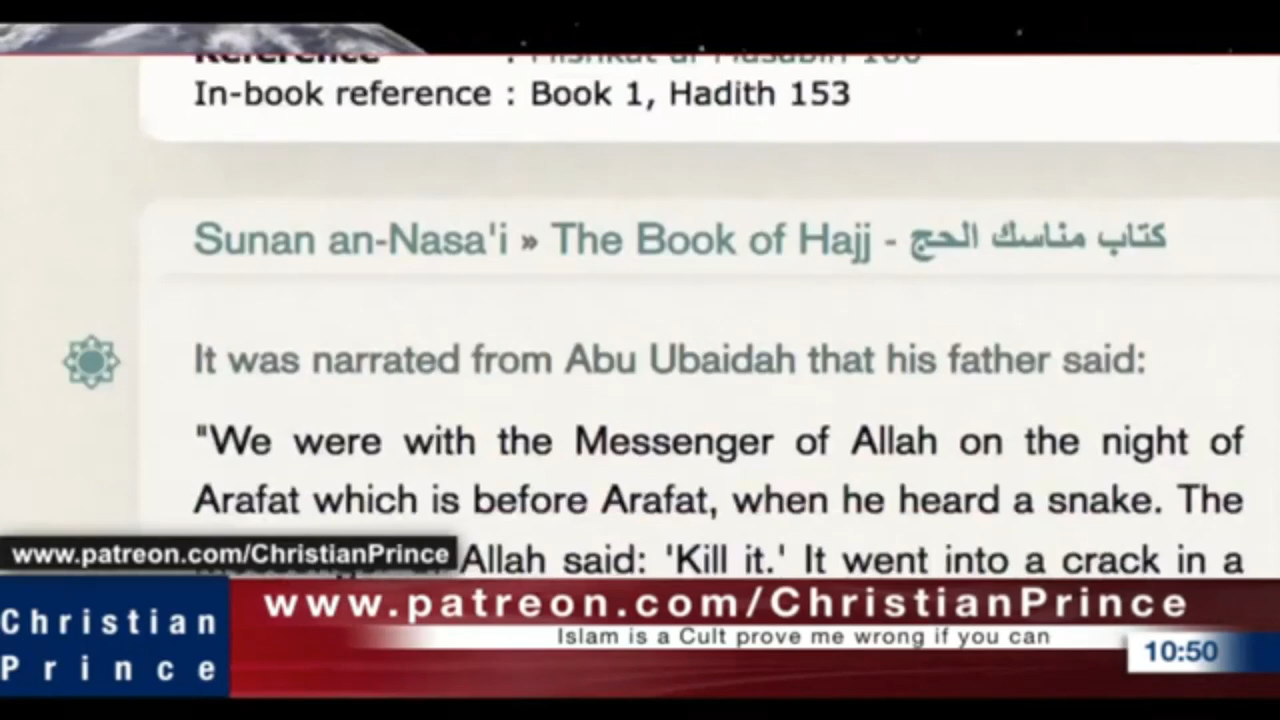 Reference :
In-book reference : Book 1, Hadith 153
Sunan an-Nasa'i » The Book of Hajj - كتاب مناسك الحج
It was narrated from Abu Ubaidah that his father said:
"We were with the Messenger of Allah on the night of
Arafat which is before Arafat, when he heard a snake. The
Allah said: 'Kill it.' It went into a crack in a
www.patreon.com/ChristianPrince
www.patreon.com/ChristianPrince
Islam is a Cult prove me wrong if you can
Christian
Prince
10:50